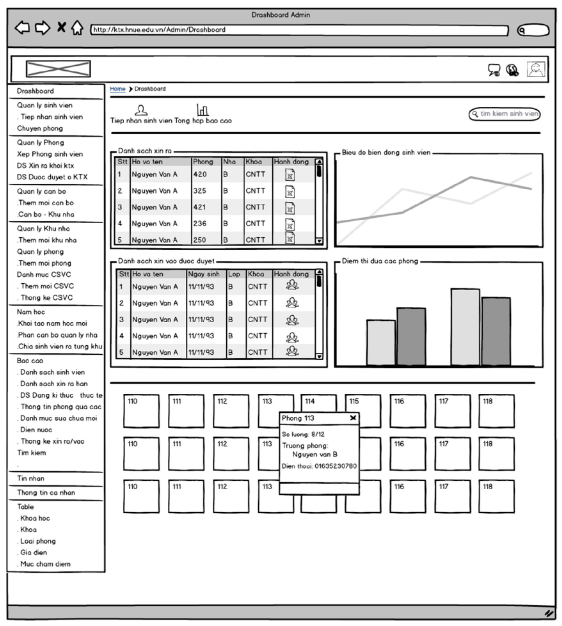 Drashboard Admin
http://ktx.hnue.edu.vn/Admin/Drashboard
Drashboard
Quan ly sinh vien
. Tiep nhan sinh vien
Chuyen phong
Quan ly Phong
Xep Phong sinh vien
DS Xin ra khoi ktx
DS Duoc duyet o KTX
Quan ly can bo
.Them moi can bo
.Can bo - Khu nha
Quan ly Khu nha
.Them moi khu nha
Quan ly phong
.Them moi phong
Danh muc CSVC
. Them moi CSVC
. Thong ke CSVC
Nam hoc
.Khoi tao nam hoc moi
.Phan can bo quan ly nha
.Chia sinh vien ra tung khu
Bao cao
. Danh sach sinh vien
. Danh sach xin ra han
. DS Dang ki thuc thuc te
Thong tin phong qua cac
. Danh muc sua chua moi
. Dien nuoc
. Thong ke xin ra/vao
Tim kiem
.
Tin nhan
Thong tin ca nhan
Table
. Khoa hoc
. Khoa
. Loai phong
. Gia dien
. Muc cham diem
Home Drashboard
Tiep nhan sinh vien Tong hop bao cao
tim kiem sinh vien
Danh sach xin ra
Stt Ho va ten Phong Nha Khoa Hanh dong
1 Nguyen Van A 420 B CNTT
2 Nguyen Van A 325 B CNTT
3 Nguyen Van A 421 B CNTT
4 Nguyen Van A 236 B CNTT
5 Nguyen Van A 250 B CNTT
Bieu do bien dong sinh vien
Danh sach xin vao duoc duyet
Stt Ho va ten Ngay sinh Lop Khoa Hanh dong
1 Nguyen Van A 11/11/93 B CNTT
2 Nguyen Van A 11/11/93 B CNTT
3 Nguyen Van A 11/11/93 B CNTT
4 Nguyen Van A 11/11/93 B CNTT
5 Nguyen Van A 11/11/93 B CNTT
Diem thi dua cac phong
110 111 112 113 114 115 116 117 118
Phong 113
So luong: 8/12
Truong phong:
Nguyen van B
Dien thoai: 01635230780
110 111 112 113 116 117 118
110 111 112 113 116 117 118